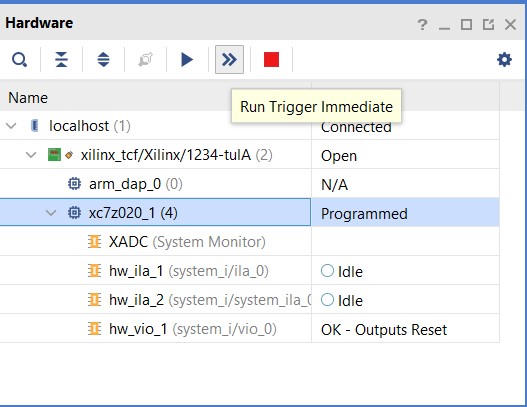 Hardware
Name
Run Trigger Immediate
localhost (1) Connected
xilinx_tcf/Xilinx/1234-tulA (2) Open
arm_dap_0 (0) N/A
xc7z020_1 (4) Programmed
XADC (System Monitor)
hw_ila_1 (system_i/ila_0) Idle
hw_ila_2 (system_i/system_ila_0 Idle
hw_vio_1 (system_i/vio_0) OK - Outputs Reset